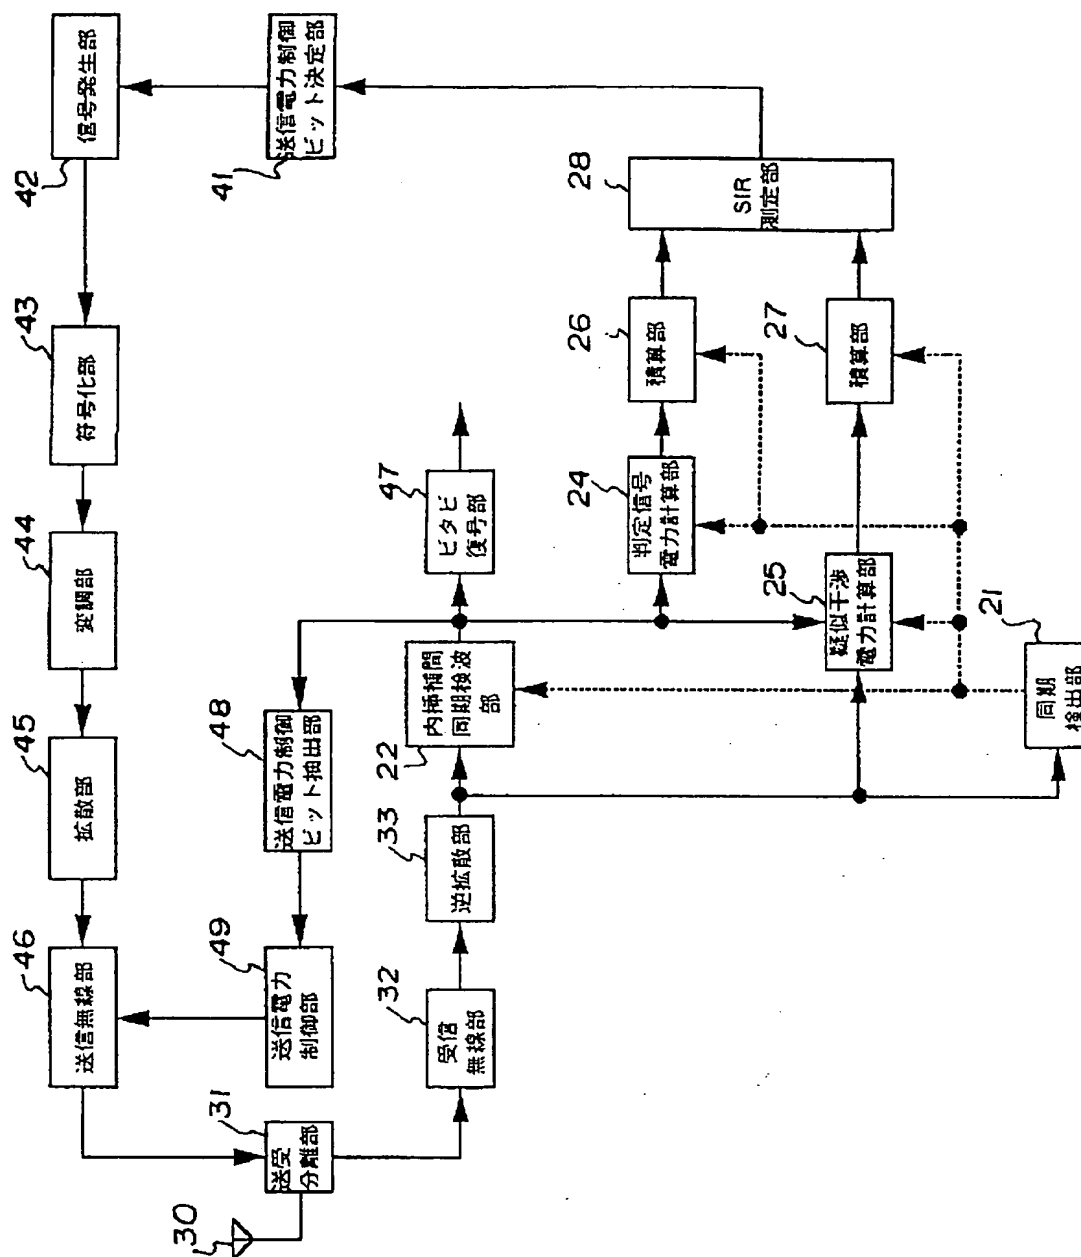 30
31
送受
分離部
32
受信
無線部
33
逆拡散部
22
内挿補間
同期検波
部
47
ビタビ
復号部
48
送信電力制御
ビット抽出部
49
送信電力
制御部
46
送信無線部
45
拡散部
44
変調部
43
符号化部
42
信号発生部
41
送信電力制御
ビット決定部
28
SIR
測定部
26
積算部
27
積算部
24
判定信号
電力計算部
25
疑似干渉
電力計算部
21
同期
検出部